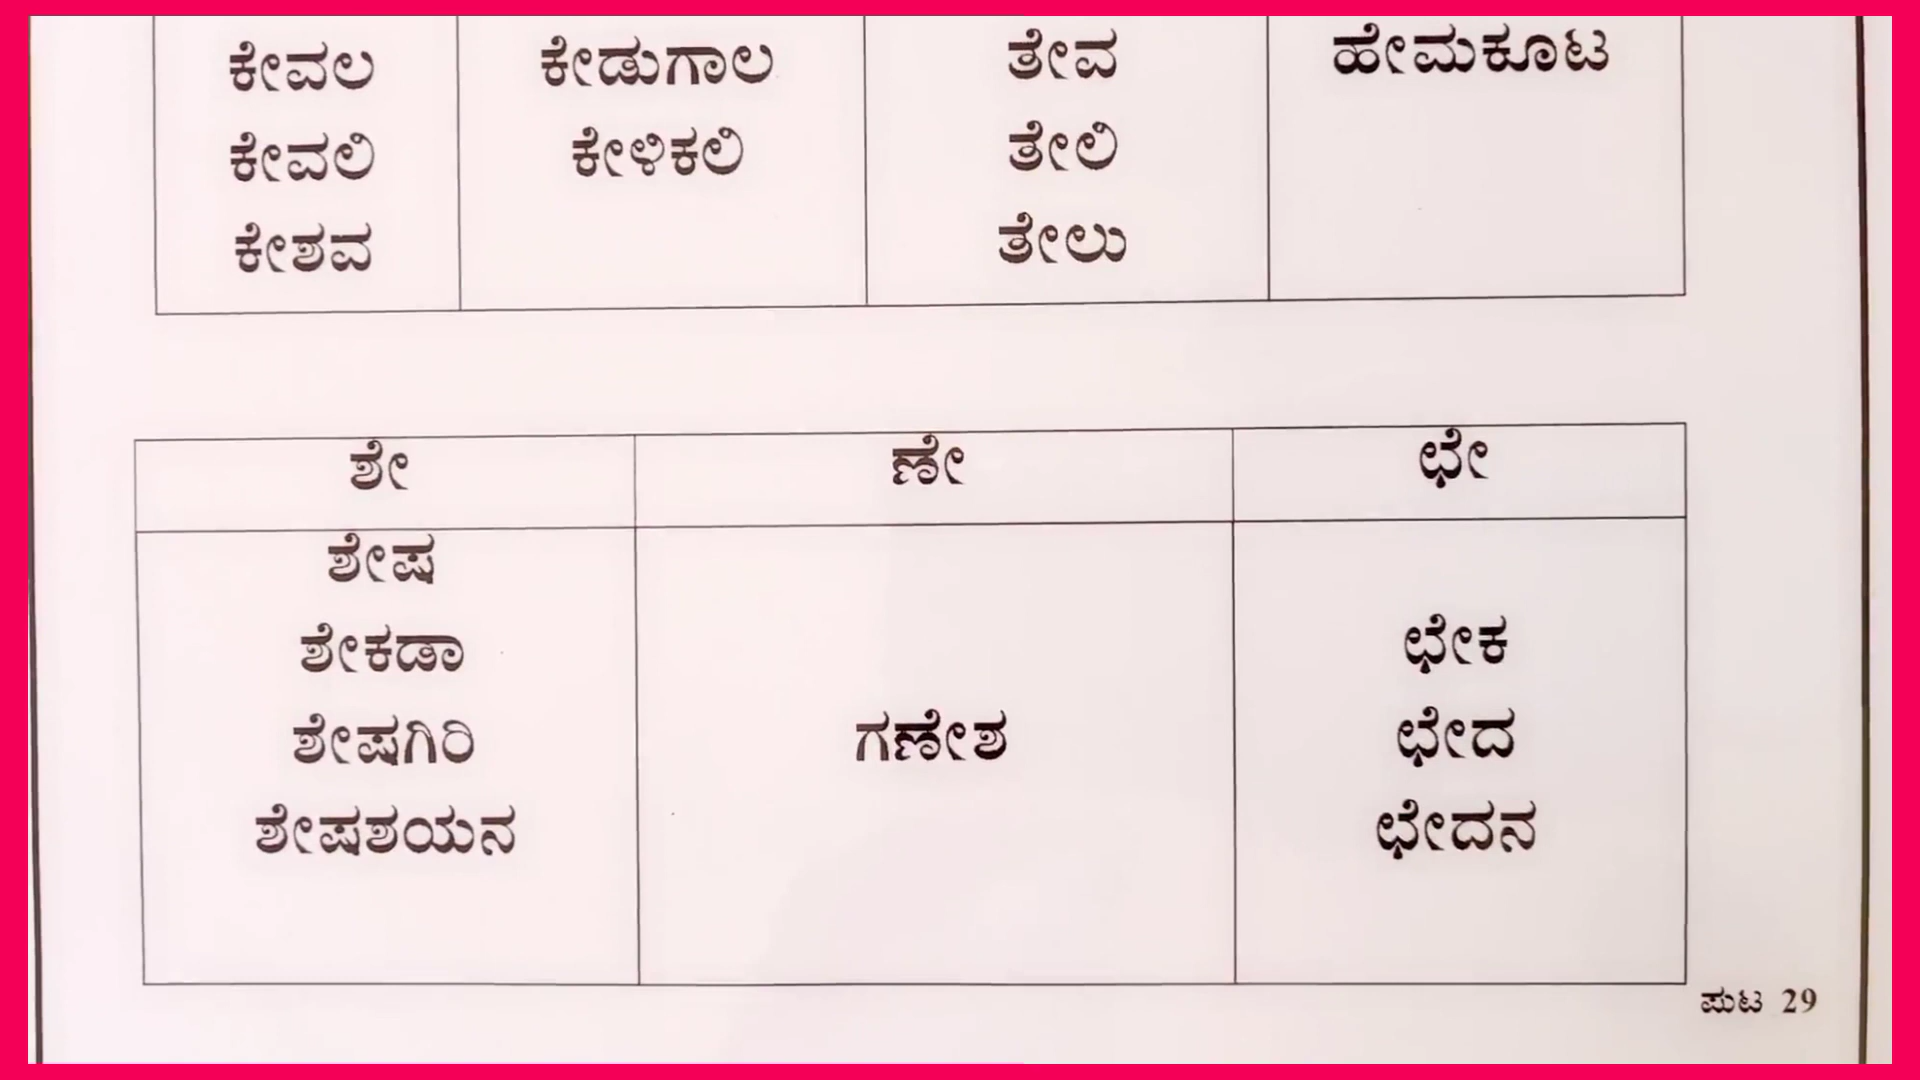 ಕೇವಲ ಕೇಡುಗಾಲ ತೇವ ಹೇಮಕೂಟ
ಕೇವಲಿ ಕೇಳಿಕಲಿ ತೇಲಿ
ಕೇಶವ ತೇಲು
ಶೇ ಣೇ ಛೇ
ಶೇಷ
ಶೇಕಡಾ ಛೇಕ
ಶೇಷಗಿರಿ ಗಣೇಶ ಛೇದ
ಶೇಷಶಯನ ಛೇದನ
ಪುಟ 29